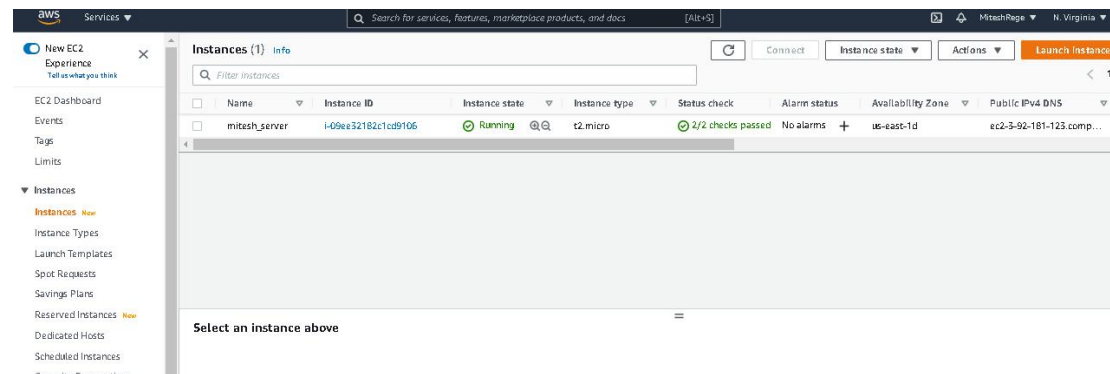 aws Services ▼ Search for services, features, marketplace products, and docs [Alt+S] MiteshRege ▼ N. Virginia ▼
New EC2
Experience
Tell us what you think
EC2 Dashboard
Events
Tags
Limits
Instances
Instances New
Instance Types
Launch Templates
Spot Requests
Savings Plans
Reserved Instances New
Dedicated Hosts
Scheduled Instances
Instances (1) Info Connect Instance state ▼ Actions ▼ Launch instance
Filter instances
Name Instance ID Instance state Instance type Status check Alarm status Availability Zone Public IPv4 DNS
mitesh_server i-09ee32182c1cd9106 Running t2.micro 2/2 checks passed No alarms + us-east-1d ec2-3-92-181-123.comp...
Select an instance above